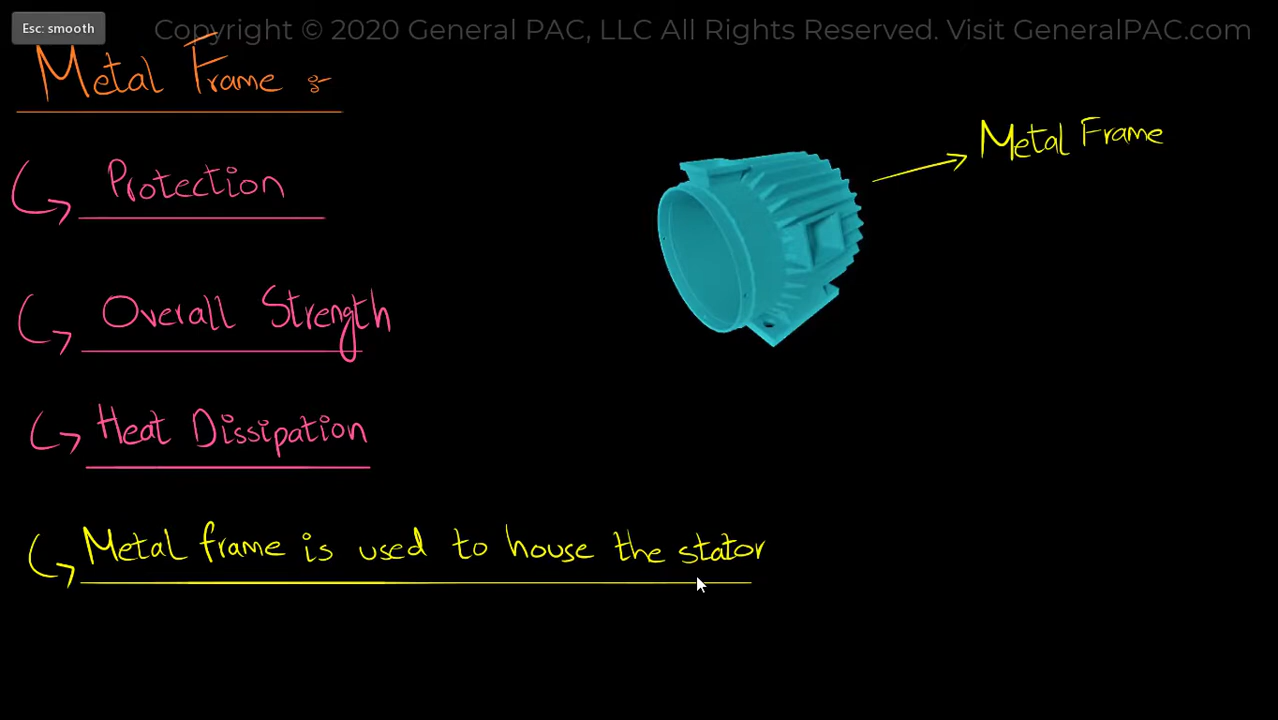 Esc: smooth
Copyright © 2020 General PAC, LLC All Rights Reserved. Visit GeneralPAC.com
Metal Frame :-
Metal Frame
Protection
Overall Strength
Heat Dissipation
Metal frame is used to house the stator